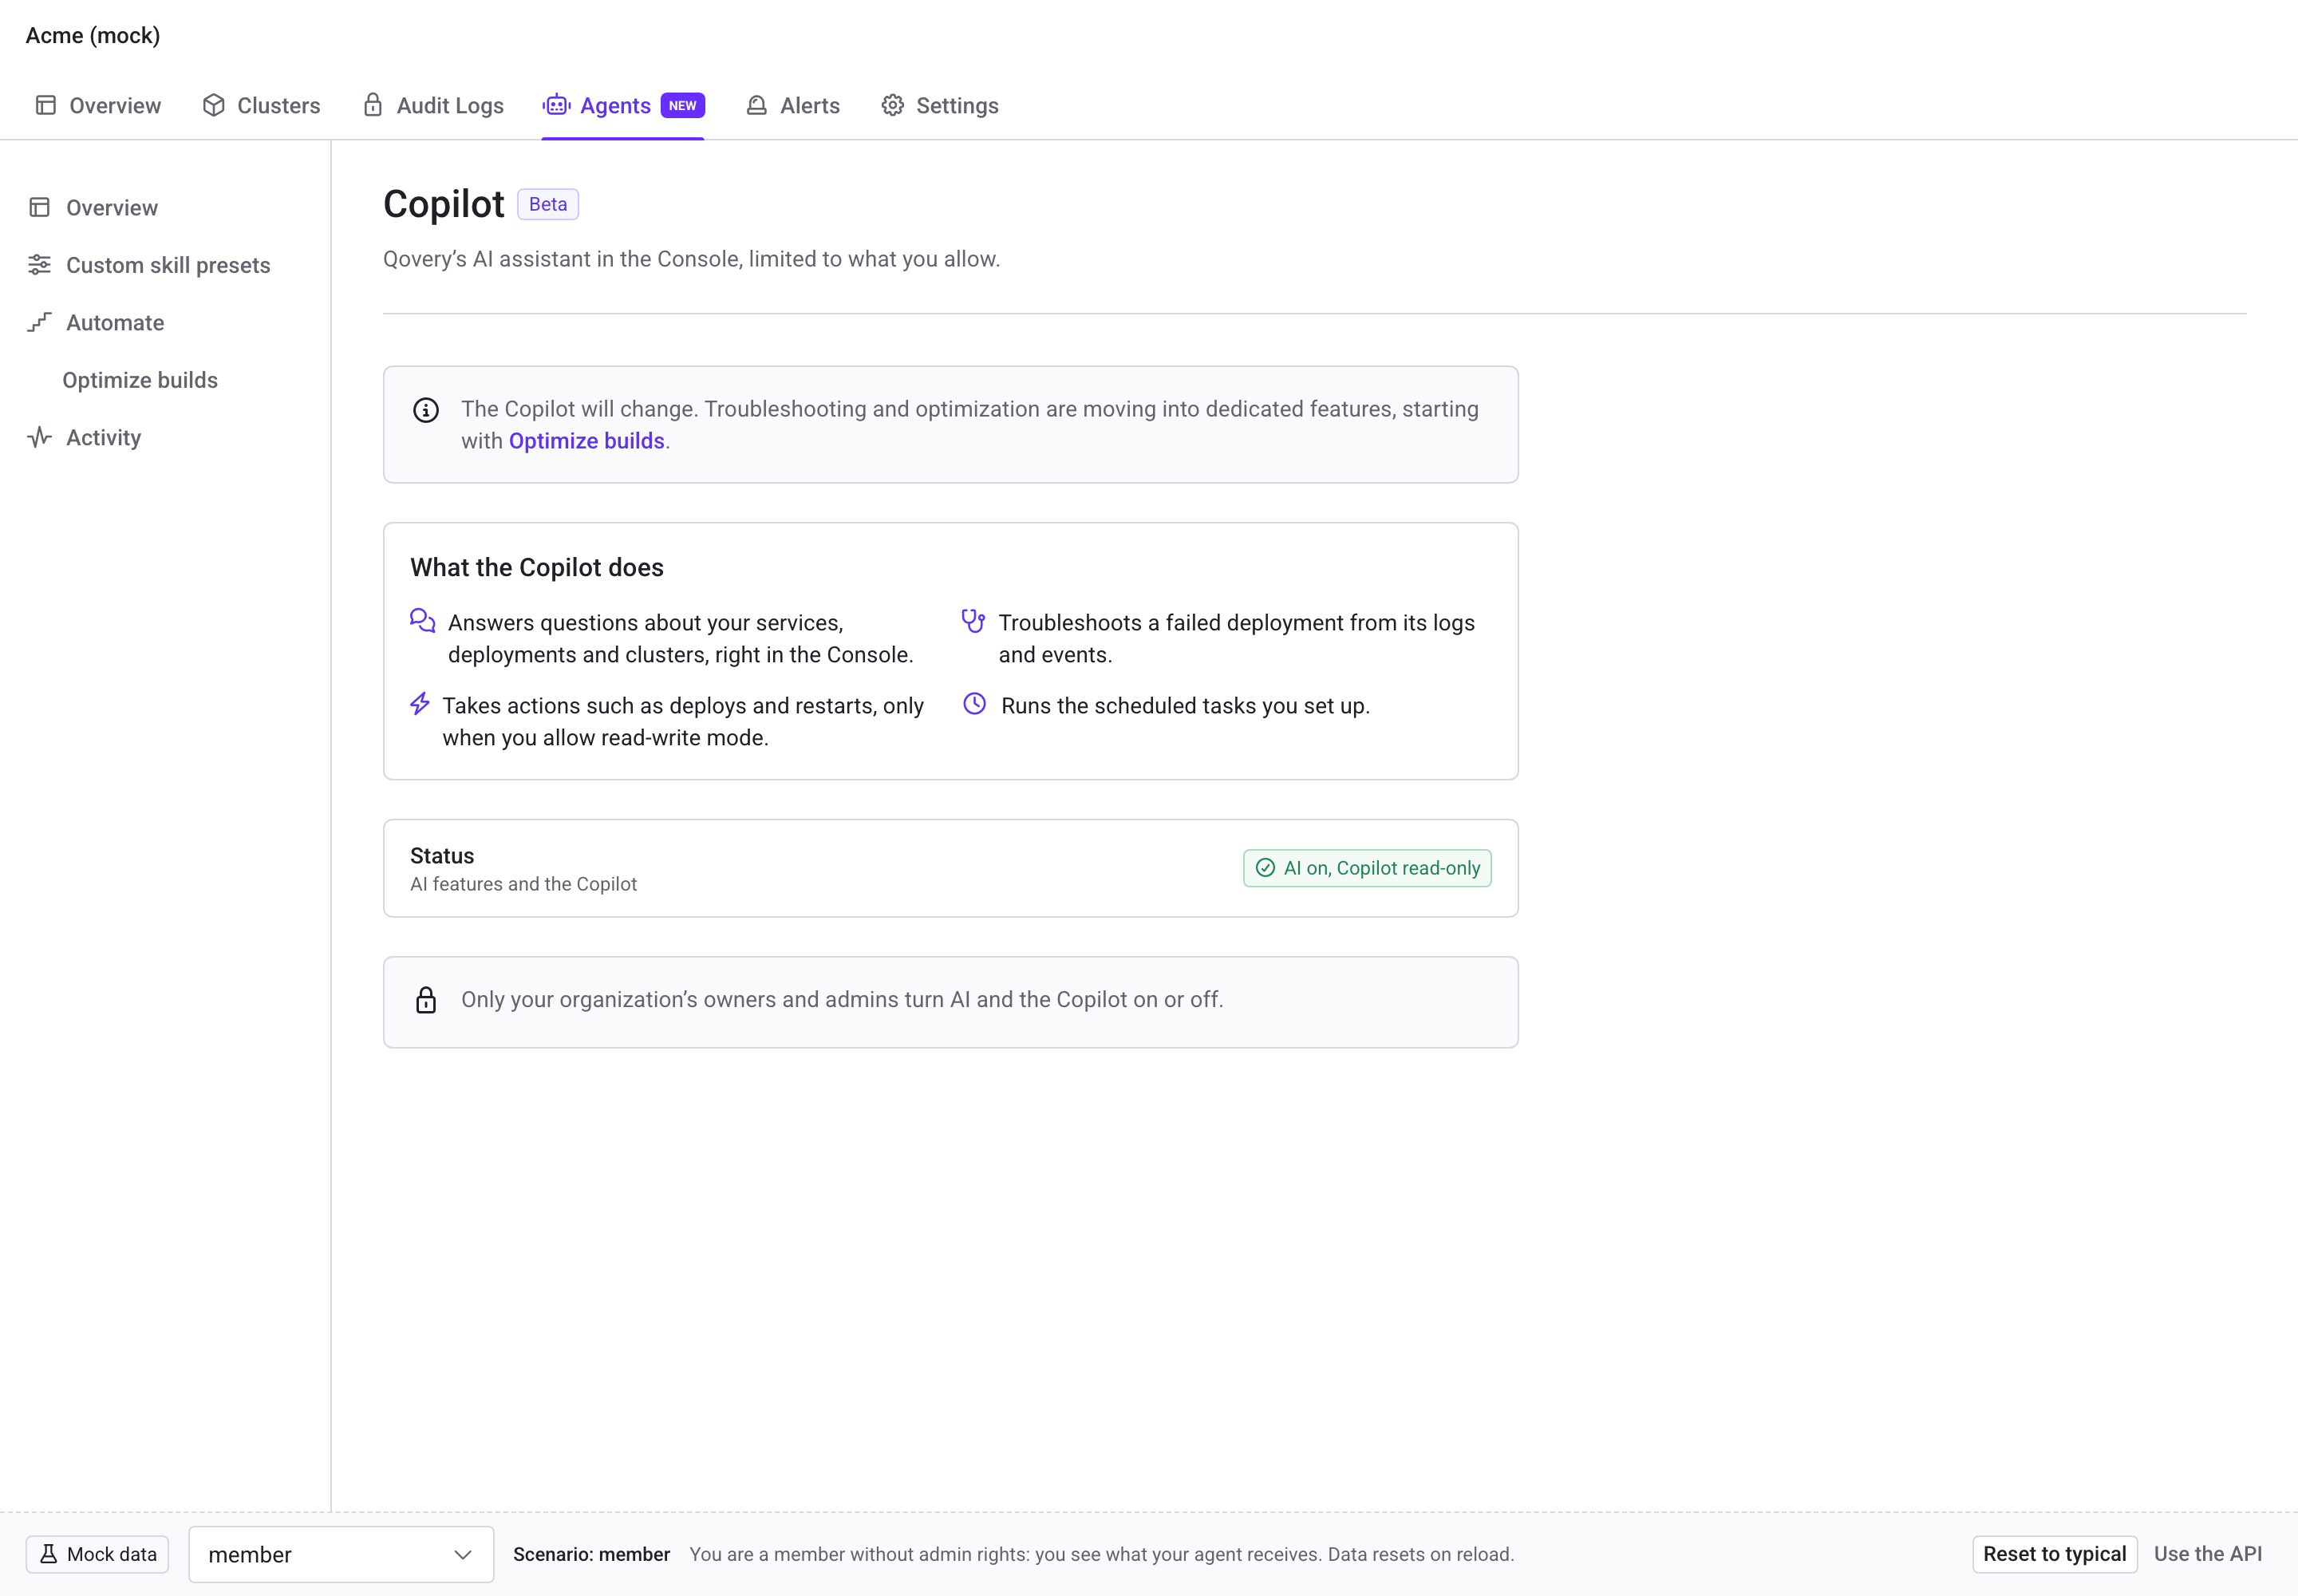 Acme (mock)
Overview
Clusters
Audit Logs
Agents NEW
Alerts
Settings
Overview
Custom skill presets
Automate
Optimize builds
Activity
Copilot Beta
Qovery’s AI assistant in the Console, limited to what you allow.
The Copilot will change. Troubleshooting and optimization are moving into dedicated features, starting
with Optimize builds.
What the Copilot does
Answers questions about your services,
deployments and clusters, right in the Console.
Troubleshoots a failed deployment from its logs
and events.
Takes actions such as deploys and restarts, only
when you allow read-write mode.
Runs the scheduled tasks you set up.
Status
AI features and the Copilot
AI on, Copilot read-only
Only your organization’s owners and admins turn AI and the Copilot on or off.
Mock data
member
Scenario: member You are a member without admin rights: you see what your agent receives. Data resets on reload.
Reset to typical
Use the API